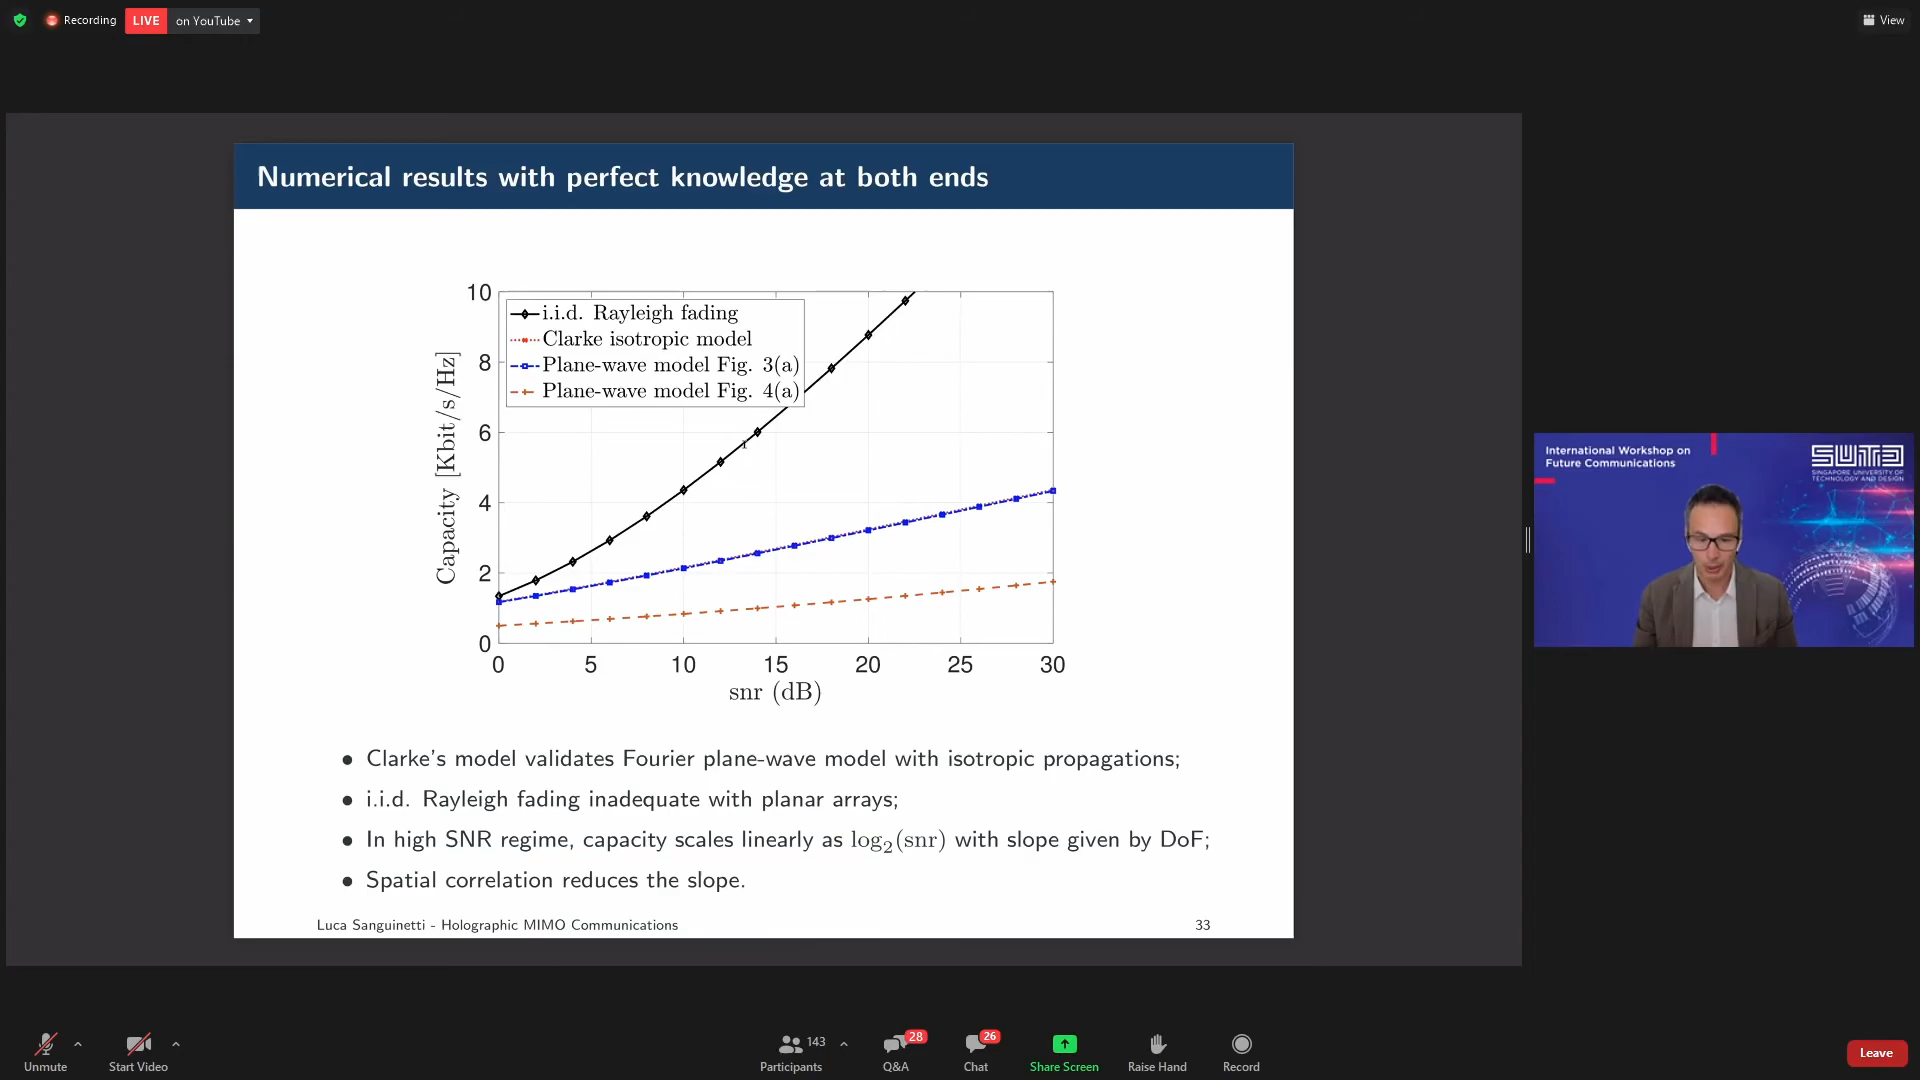 Recording
LIVE on YouTube
View
Numerical results with perfect knowledge at both ends
10
8
6
4
2
0
Capacity [Kbit/s/Hz]
i.i.d. Rayleigh fading
Clarke isotropic model
Plane-wave model Fig. 3(a)
Plane-wave model Fig. 4(a)
0 5 10 15 20 25 30
snr (dB)
• Clarke's model validates Fourier plane-wave model with isotropic propagations;
• i.i.d. Rayleigh fading inadequate with planar arrays;
• In high SNR regime, capacity scales linearly as log₂(snr) with slope given by DoF;
• Spatial correlation reduces the slope.
Luca Sanguinetti - Holographic MIMO Communications 33
International Workshop on
Future Communications
SUTD
SINGAPORE UNIVERSITY OF
TECHNOLOGY AND DESIGN
Unmute
Start Video
143
Participants
28
Q&A
26
Chat
Share Screen
Raise Hand
Record
Leave